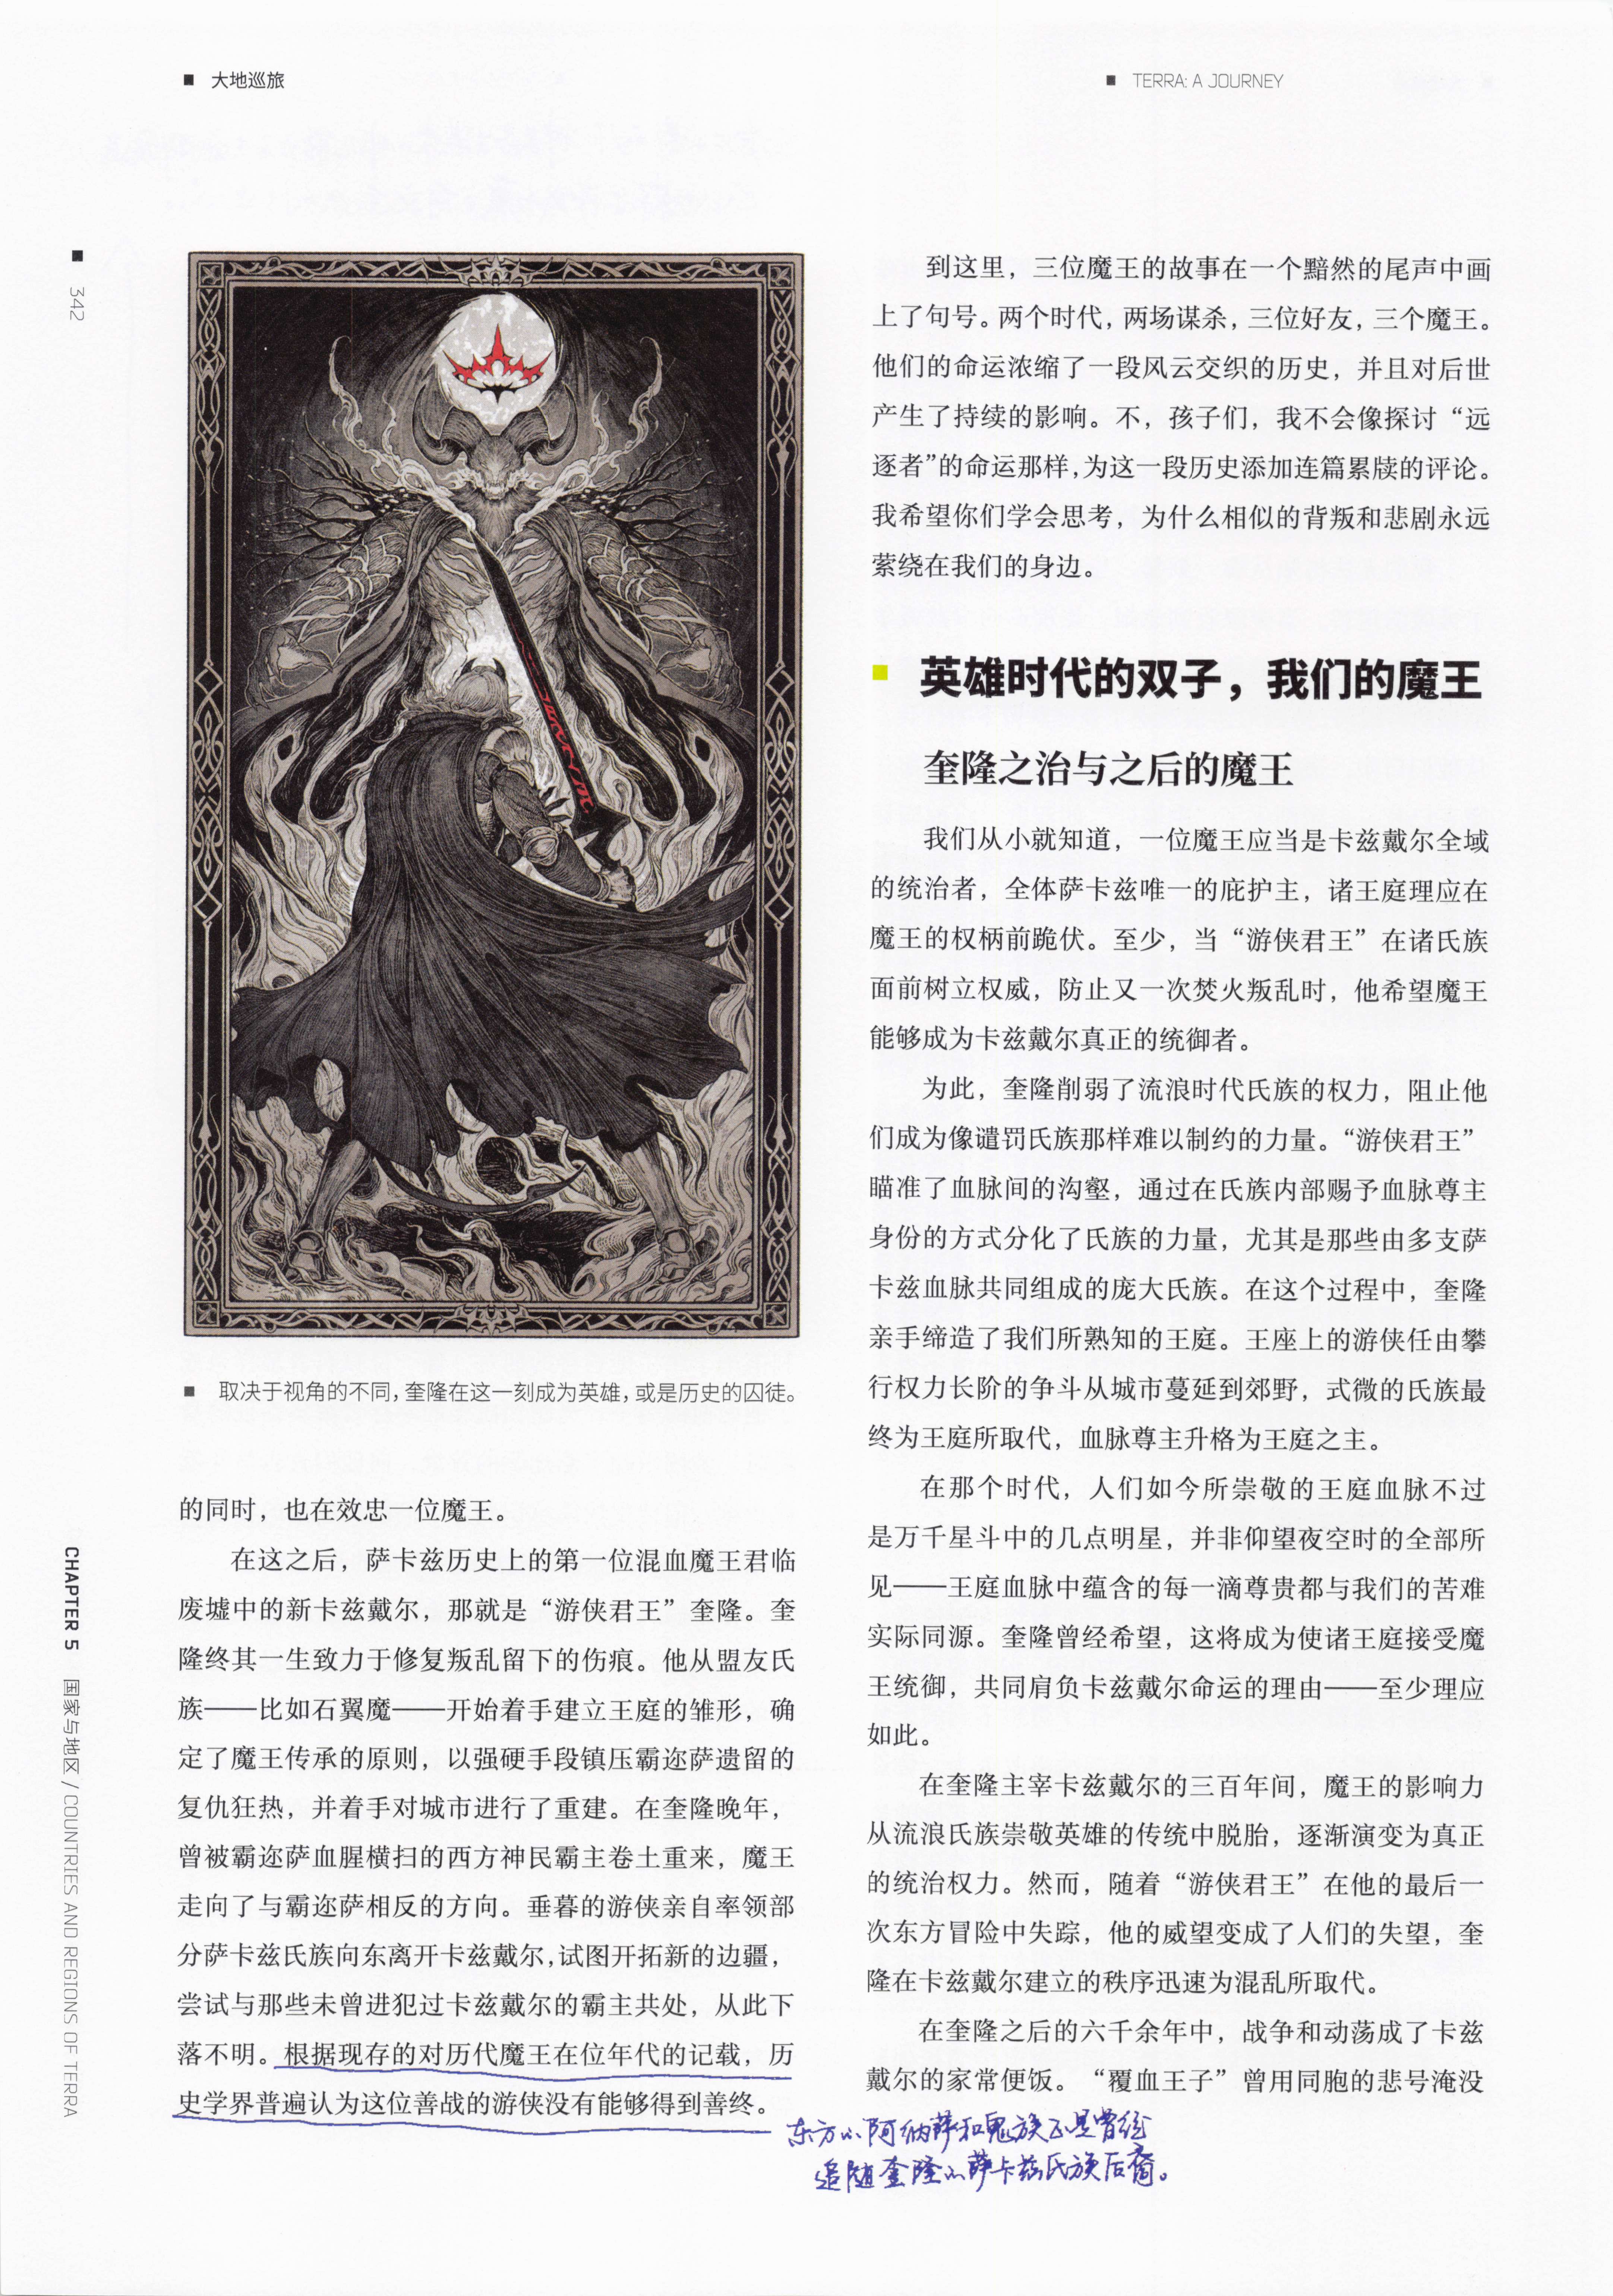 大地巡旅
TERRA: A JOURNEY
342
取决于视角的不同，奎隆在这一刻成为英雄，或是历史的囚徒。
的同时，也在效忠一位魔王。
在这之后，萨卡兹历史上的第一位混血魔王君临
废墟中的新卡兹戴尔，那就是“游侠君王”奎隆。奎
隆终其一生致力于修复叛乱留下的伤痕。他从盟友氏
族——比如石翼魔——开始着手建立王庭的雏形，确
定了魔王传承的原则，以强硬手段镇压霸迩萨遗留的
复仇狂热，并着手对城市进行了重建。在奎隆晚年，
曾被霸迩萨血腥横扫的西方神民霸主卷土重来，魔王
走向了与霸迩萨相反的方向。垂暮的游侠亲自率领部
分萨卡兹氏族向东离开卡兹戴尔，试图开拓新的边疆，
尝试与那些未曾进犯过卡兹戴尔的霸主共处，从此下
落不明。根据现存的对历代魔王在位年代的记载，历
史学界普遍认为这位善战的游侠没有能够得到善终。
东方的阿纳萨和鬼族正是曾经
追随奎隆的萨卡兹氏族后裔。
到这里，三位魔王的故事在一个黯然的尾声中画
上了句号。两个时代，两场谋杀，三位好友，三个魔王。
他们的命运浓缩了一段风云交织的历史，并且对后世
产生了持续的影响。不，孩子们，我不会像探讨“远
逐者”的命运那样，为这一段历史添加连篇累牍的评论。
我希望你们学会思考，为什么相似的背叛和悲剧永远
萦绕在我们的身边。
英雄时代的双子，我们的魔王
奎隆之治与之后的魔王
我们从小就知道，一位魔王应当是卡兹戴尔全域
的统治者，全体萨卡兹唯一的庇护主，诸王庭理应在
魔王的权柄前跪伏。至少，当“游侠君王”在诸氏族
面前树立权威，防止又一次焚火叛乱时，他希望魔王
能够成为卡兹戴尔真正的统御者。
为此，奎隆削弱了流浪时代氏族的权力，阻止他
们成为像谴罚氏族那样难以制约的力量。“游侠君王”
瞄准了血脉间的沟壑，通过在氏族内部赐予血脉尊主
身份的方式分化了氏族的力量，尤其是那些由多支萨
卡兹血脉共同组成的庞大氏族。在这个过程中，奎隆
亲手缔造了我们所熟知的王庭。王座上的游侠任由攀
行权力长阶的争斗从城市蔓延到郊野，式微的氏族最
终为王庭所取代，血脉尊主升格为王庭之主。
在那个时代，人们如今所崇敬的王庭血脉不过
是万千星斗中的几点明星，并非仰望夜空时的全部所
见——王庭血脉中蕴含的每一滴尊贵都与我们的苦难
实际同源。奎隆曾经希望，这将成为使诸王庭接受魔
王统御，共同肩负卡兹戴尔命运的理由——至少理应
如此。
在奎隆主宰卡兹戴尔的三百年间，魔王的影响力
从流浪氏族崇敬英雄的传统中脱胎，逐渐演变为真正
的统治权力。然而，随着“游侠君王”在他的最后一
次东方冒险中失踪，他的威望变成了人们的失望，奎
隆在卡兹戴尔建立的秩序迅速为混乱所取代。
在奎隆之后的六千余年中，战争和动荡成了卡兹
戴尔的家常便饭。“覆血王子”曾用同胞的悲号淹没
CHAPTER 5 国家与地区 / COUNTRIES AND REGIONS OF TERRA